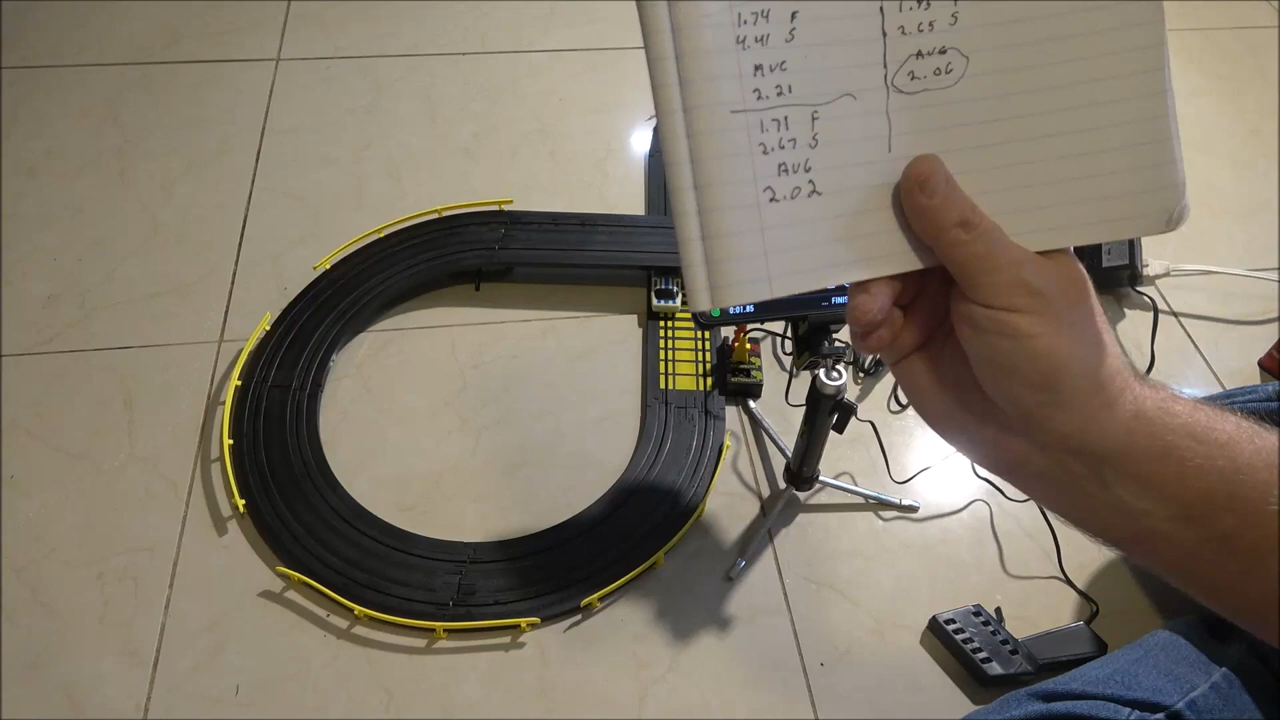 1.74 F
4.41 S
AVG
2.21
1.71 F
2.67 S
AVG
2.02
2.65 S
AVG
2.06
0:01.85
... FINIS